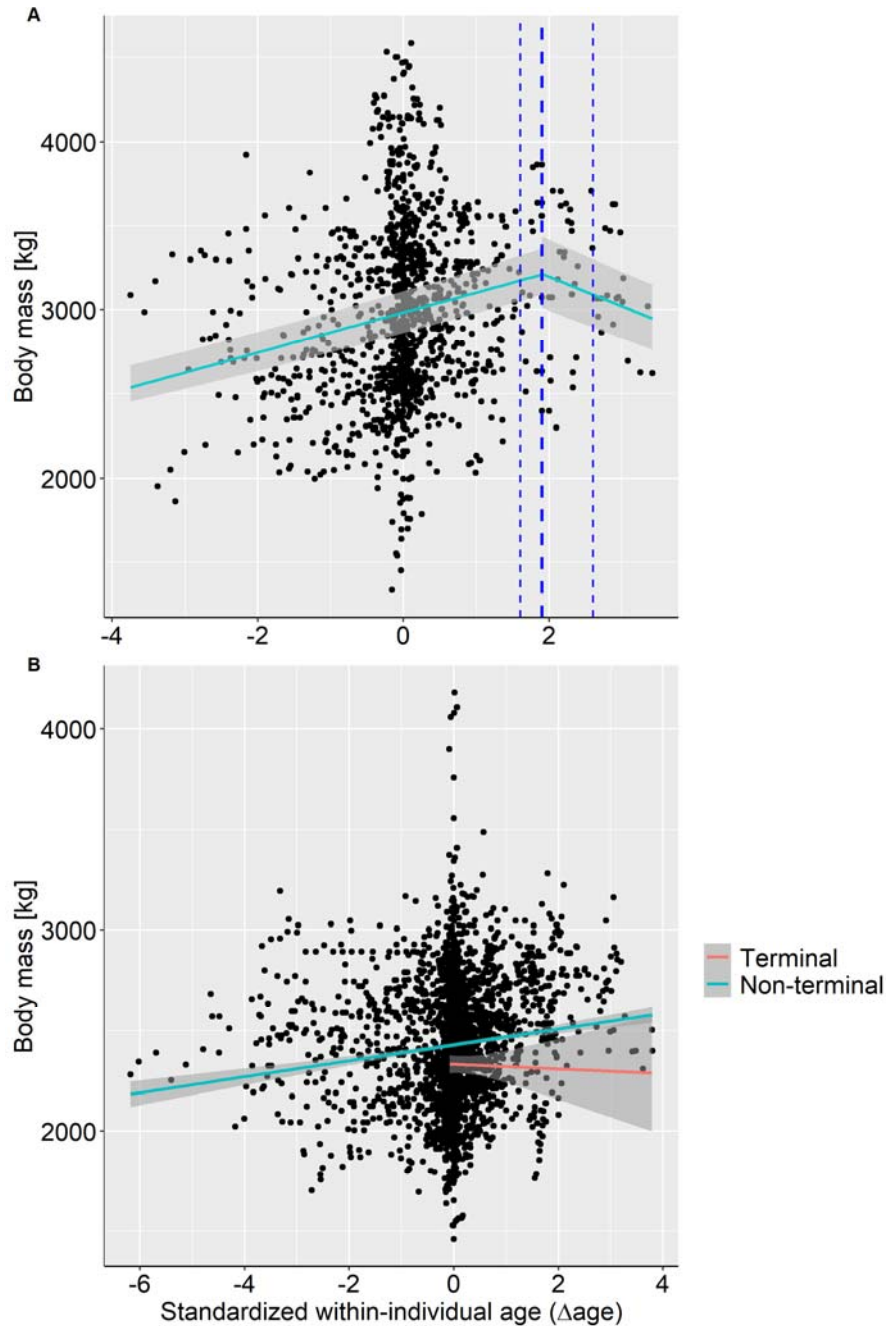 A
4000
3000
2000
Body mass [kg]
-4
-2
0
2
B
4000
3000
2000
Body mass [kg]
-6
-4
-2
0
2
4
Standardized within-individual age (Δage)
Terminal
Non-terminal